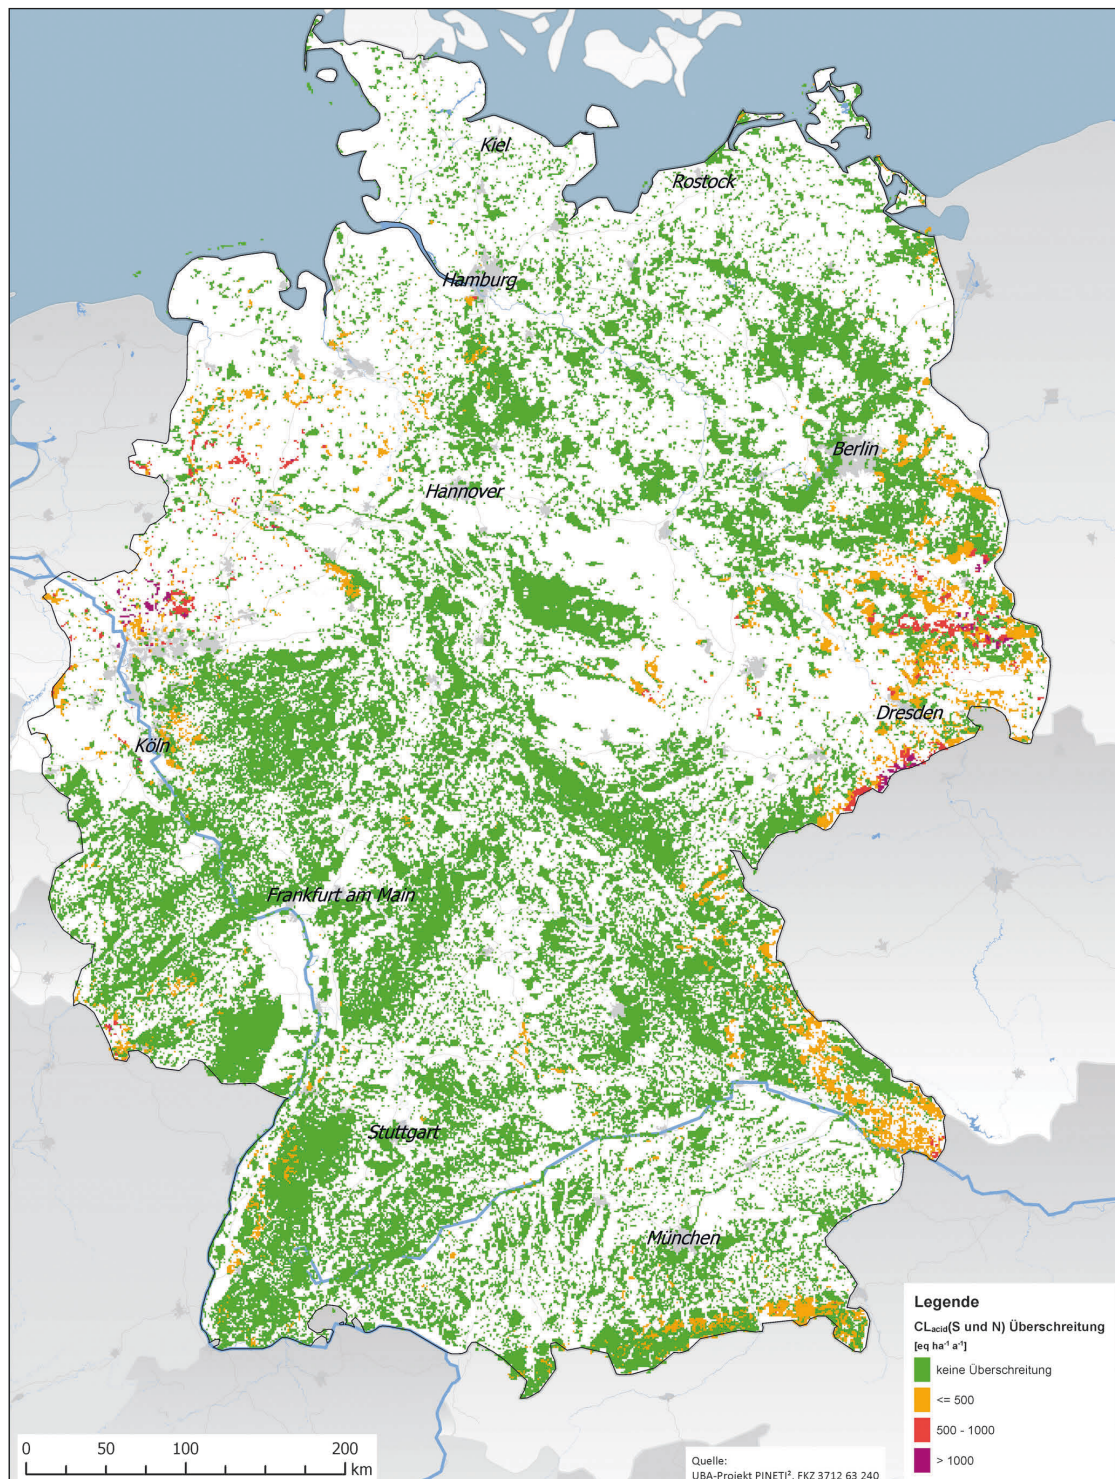 Kiel
Rostock
Hamburg
Berlin
Hannover
Dresden
Köln
Frankfurt am Main
Stuttgart
München
Legende
CLacid(S und N) Überschreitung
[eq ha⁻¹ a⁻¹]
keine Überschreitung
<= 500
500 - 1000
> 1000
0 50 100 200
km
Quelle:
UBA-Projekt PINETI², FKZ 3712 63 240